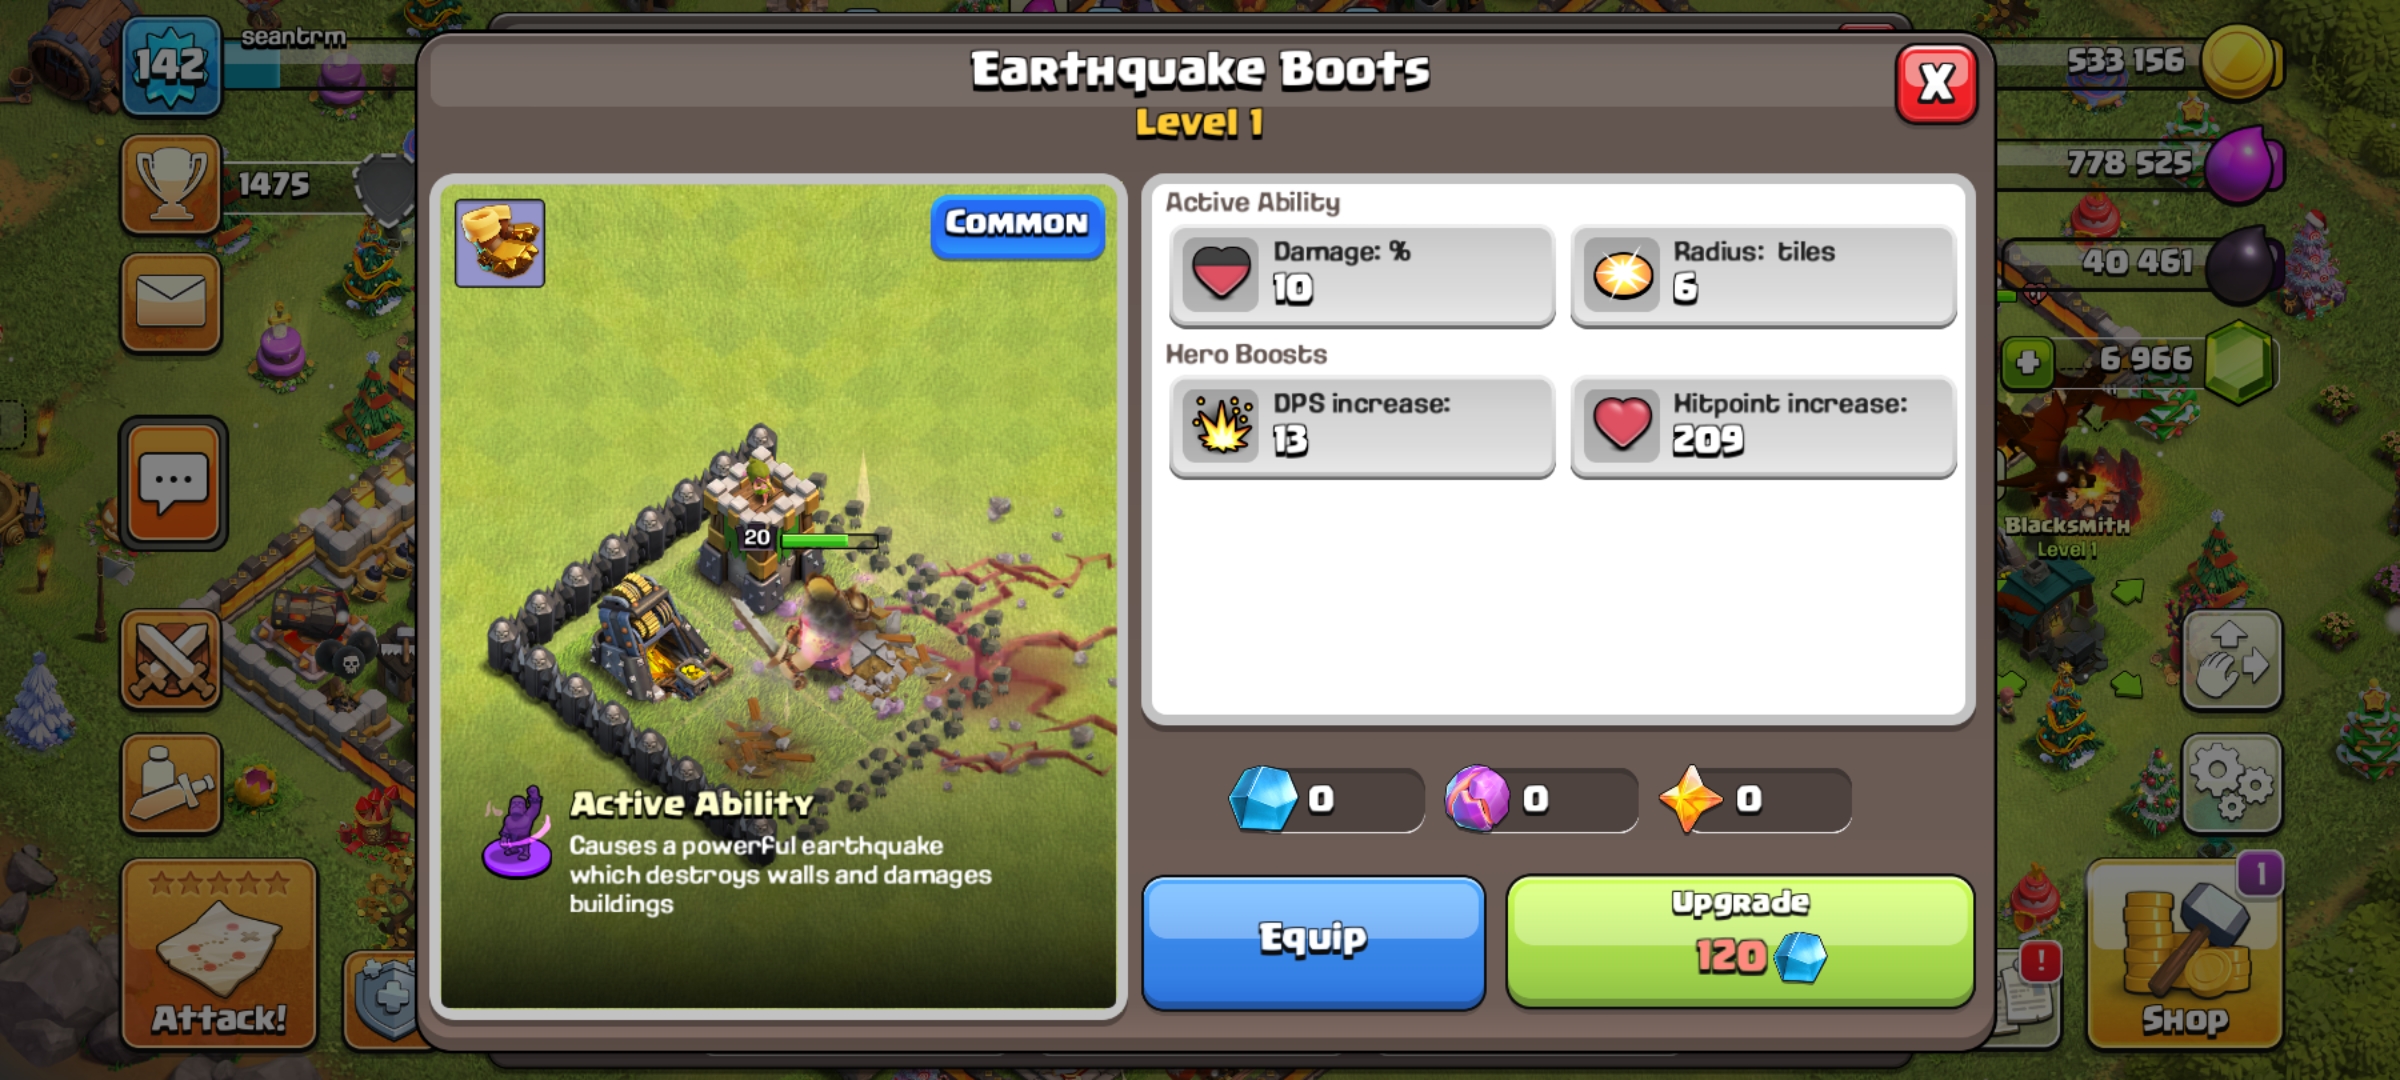 142
seantrm
1475
Earthquake Boots
Level 1
X
Common
Active Ability
Damage: %
10
Radius: tiles
6
Hero Boosts
DPS increase:
13
Hitpoint increase:
209
20
Active Ability
Causes a powerful earthquake
which destroys walls and damages
buildings
0
0
0
Equip
Upgrade
120
533 156
778 525
40 461
6 966
Blacksmith
Level 1
Attack!
1
!
Shop